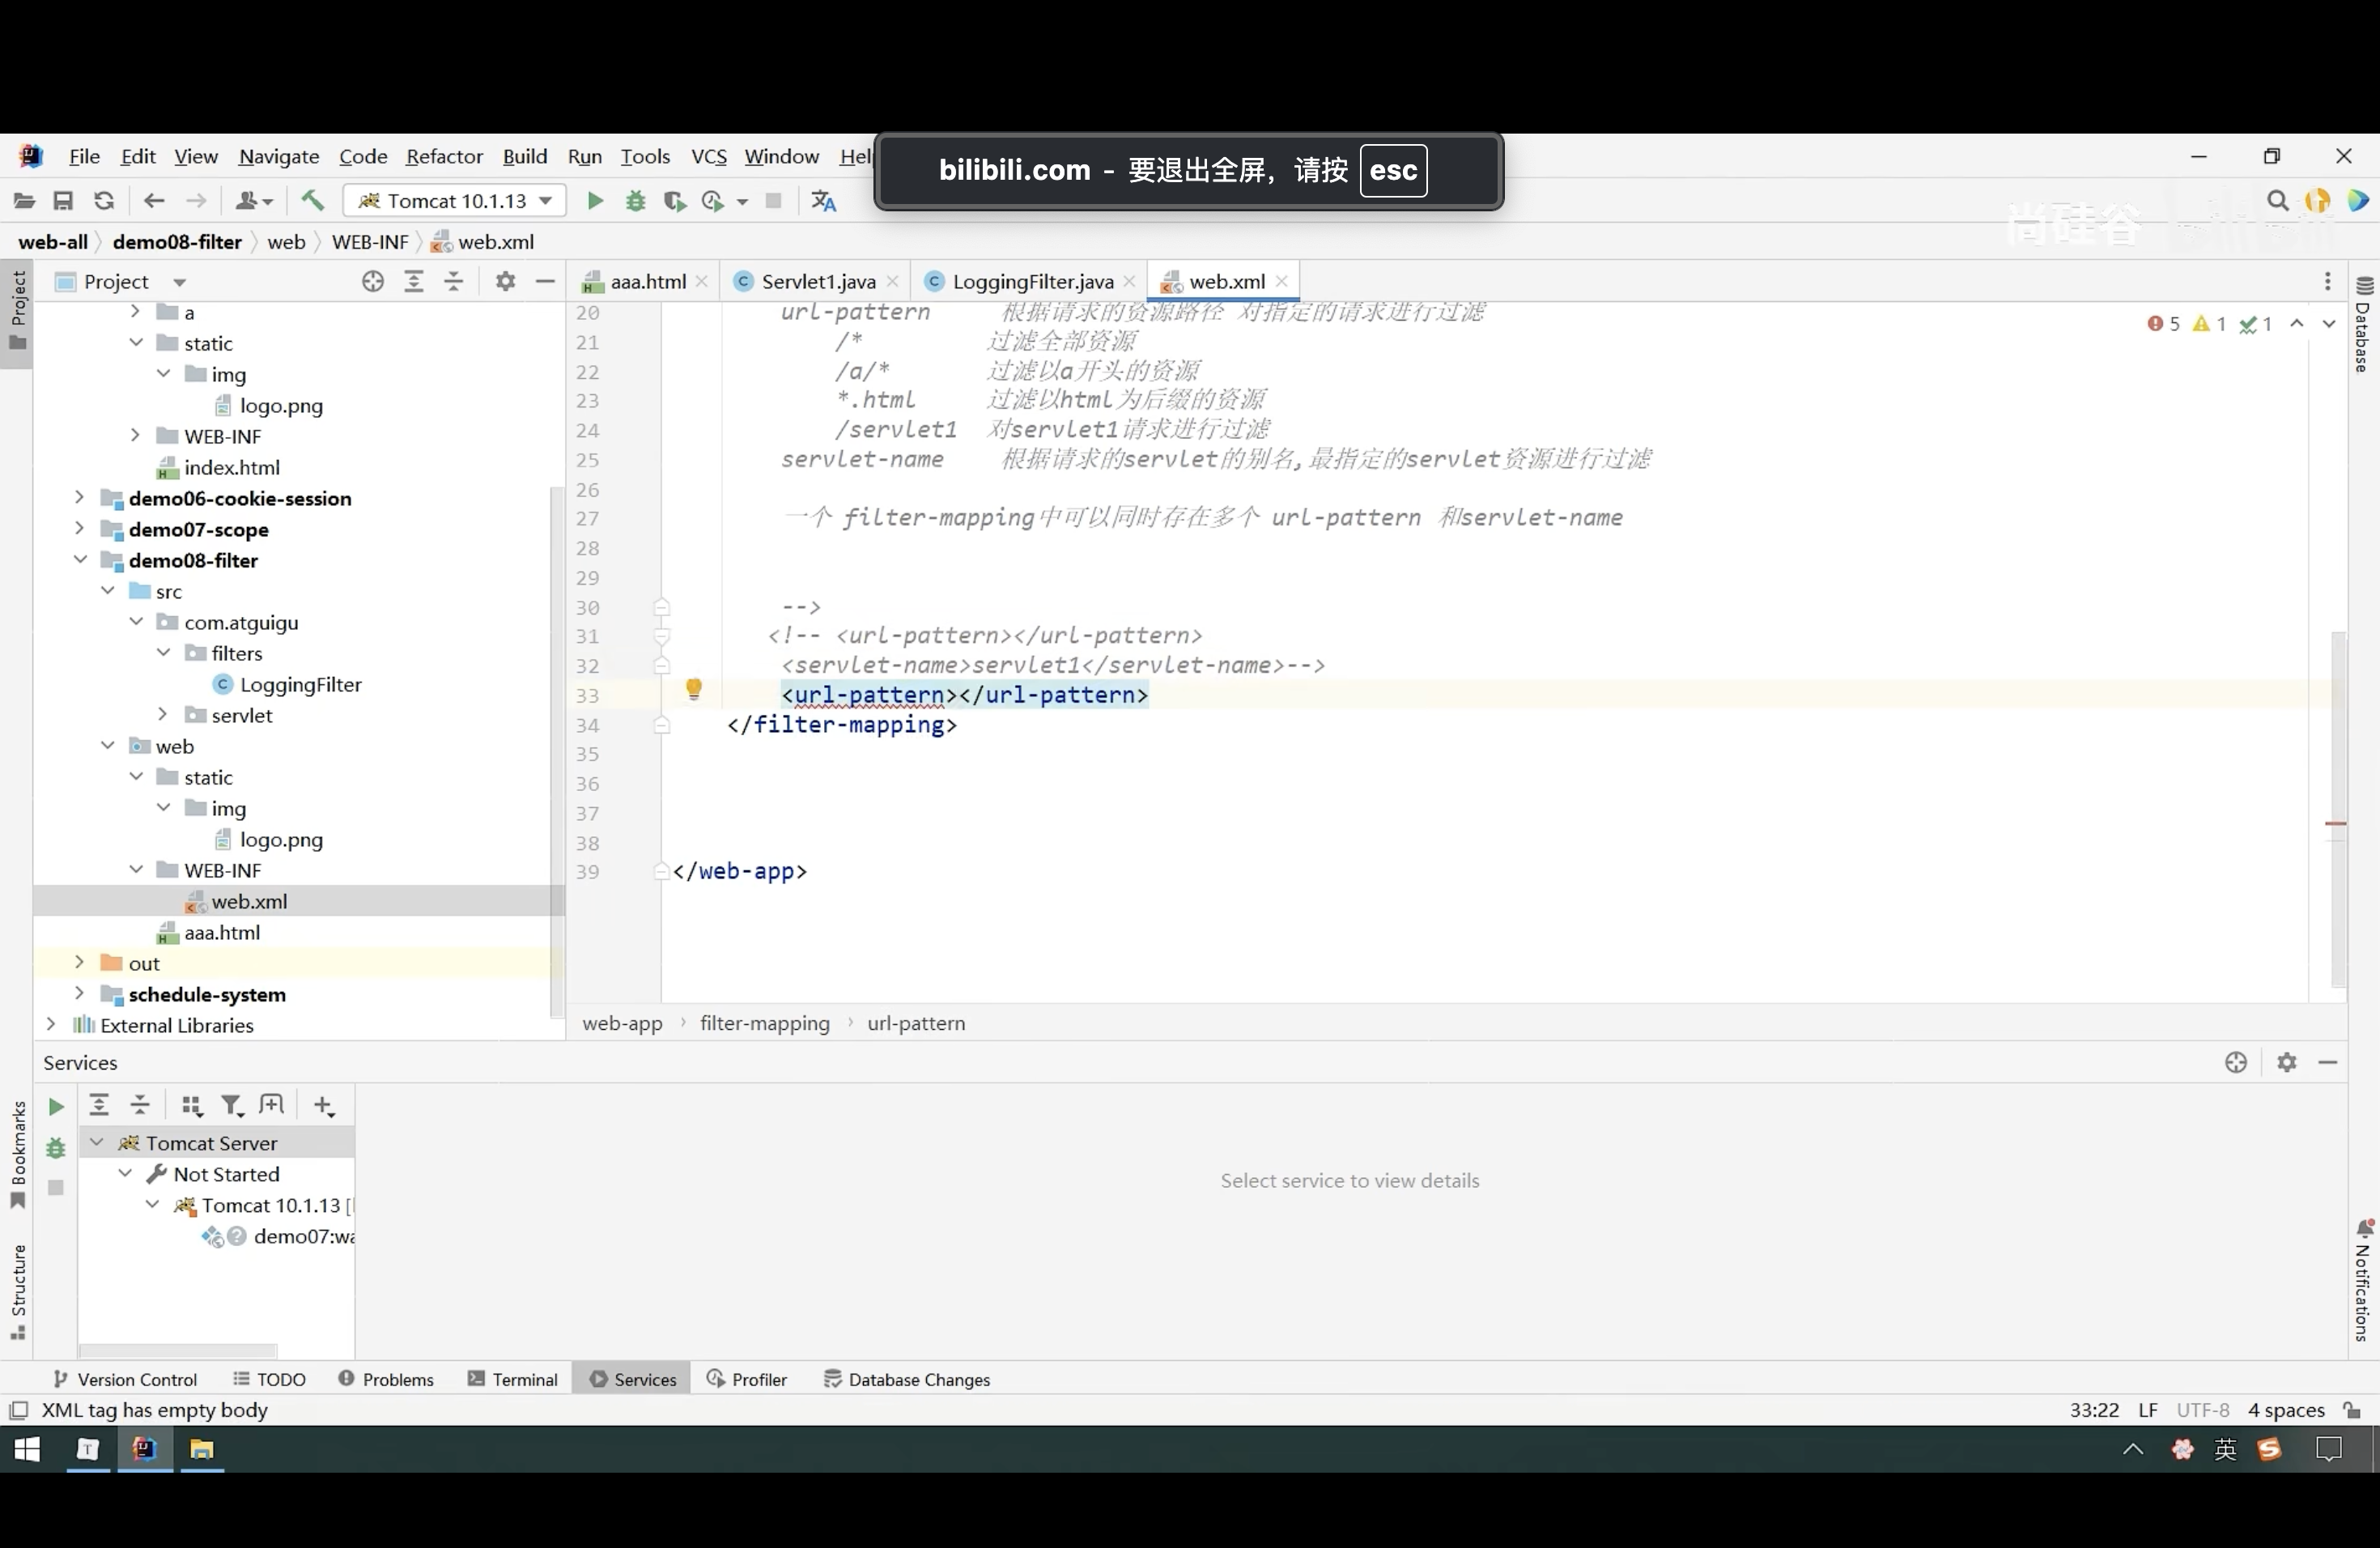 File Edit View Navigate Code Refactor Build Run Tools VCS Window Hel
bilibili.com - 要退出全屏，请按 esc
Tomcat 10.1.13
尚硅谷 bilibili
web-all demo08-filter web WEB-INF web.xml
Project
aaa.html Servlet1.java LoggingFilter.java web.xml
Project
Database
5 1 1
a
static
img
logo.png
WEB-INF
index.html
demo06-cookie-session
demo07-scope
demo08-filter
src
com.atguigu
filters
LoggingFilter
servlet
web
static
img
logo.png
WEB-INF
web.xml
aaa.html
out
schedule-system
External Libraries
20 url-pattern 根据请求的资源路径 对指定的请求进行过滤
21 /* 过滤全部资源
22 /a/* 过滤以a开头的资源
23 *.html 过滤以html为后缀的资源
24 /servlet1 对servlet1请求进行过滤
25 servlet-name 根据请求的servlet的别名,最指定的servlet资源进行过滤
26
27 一个 filter-mapping中可以同时存在多个 url-pattern 和servlet-name
28
29
30 -->
31 <!-- <url-pattern></url-pattern>
32 <servlet-name>servlet1</servlet-name>-->
33 <url-pattern></url-pattern>
34 </filter-mapping>
35
36
37
38
39 </web-app>
web-app filter-mapping url-pattern
Services
Tomcat Server
Not Started
Tomcat 10.1.13 [
demo07:wa
Select service to view details
Bookmarks
Structure
Notifications
Version Control TODO Problems Terminal Services Profiler Database Changes
XML tag has empty body
33:22 LF UTF-8 4 spaces
T
英